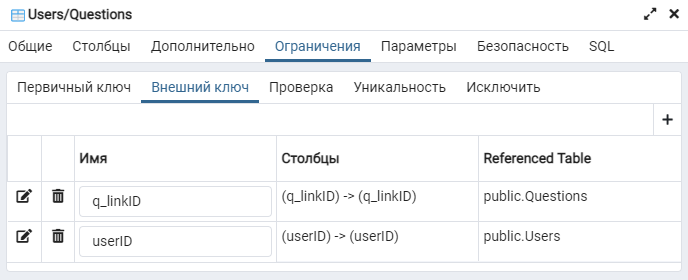 Users/Questions
Общие Столбцы Дополнительно Ограничения Параметры Безопасность SQL
Первичный ключ Внешний ключ Проверка Уникальность Исключить
Имя Столбцы Referenced Table
q_linkID (q_linkID) -> (q_linkID) public.Questions
userID (userID) -> (userID) public.Users